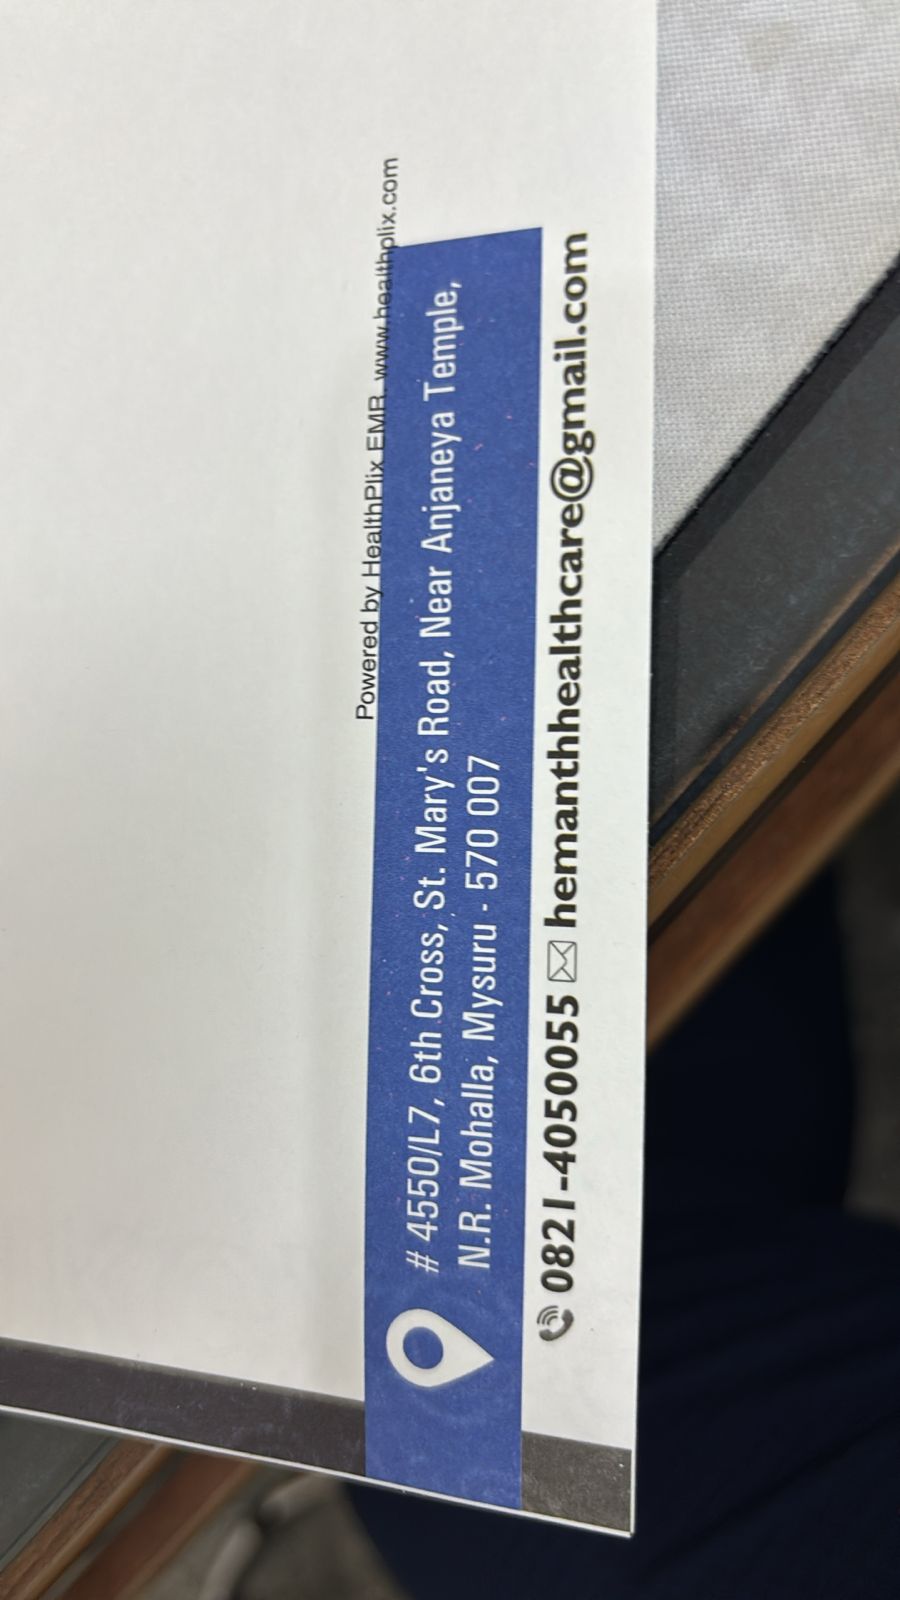 Powered by HealthPlix EMR. www.healthplix.com
# 4550/L7, 6th Cross, St. Mary's Road, Near Anjaneya Temple,
N.R. Mohalla, Mysuru - 570 007
0821-4050055 hemanthhealthcare@gmail.com